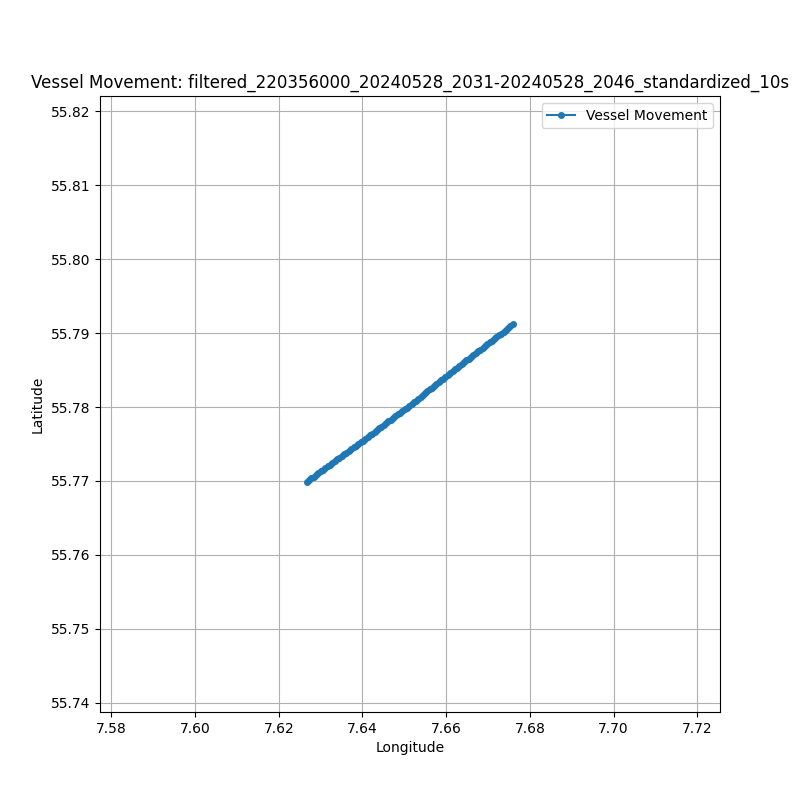 Vessel Movement: filtered_220356000_20240528_2031-20240528_2046_standardized_10s
Vessel Movement
55.82
55.81
55.80
55.79
55.78
55.77
55.76
55.75
55.74
Latitude
7.58 7.60 7.62 7.64 7.66 7.68 7.70 7.72
Longitude